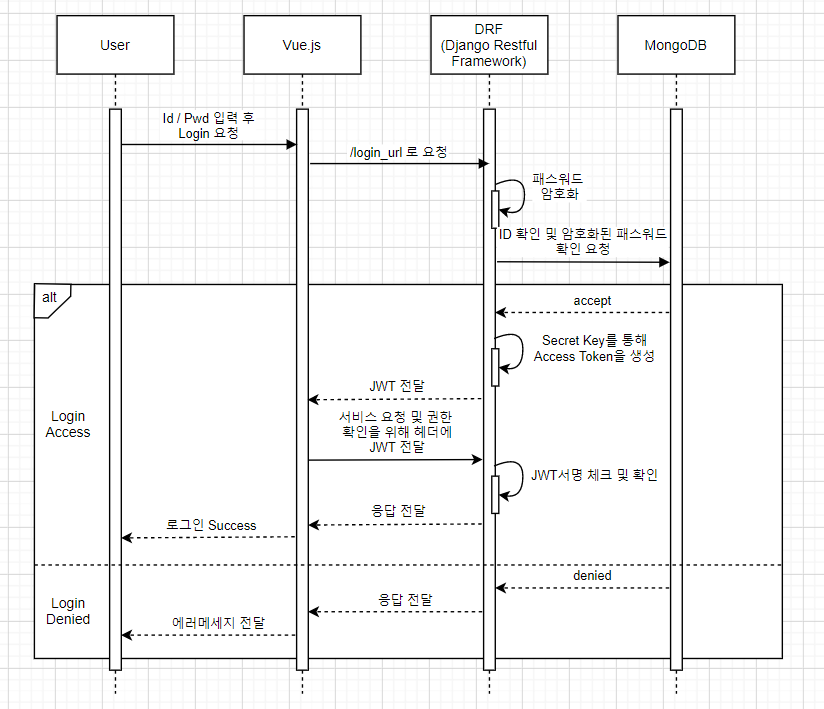 User
Vue.js
DRF
(Django Restful
Framework)
MongoDB
Id / Pwd 입력 후
Login 요청
/login_url 로 요청
패스워드
암호화
ID 확인 및 암호화된 패스워드
확인 요청
alt
accept
Secret Key를 통해
Access Token을 생성
JWT 전달
Login
Access
서비스 요청 및 권한
확인을 위해 헤더에
JWT 전달
JWT서명 체크 및 확인
응답 전달
로그인 Success
denied
Login
Denied
응답 전달
에러메세지 전달